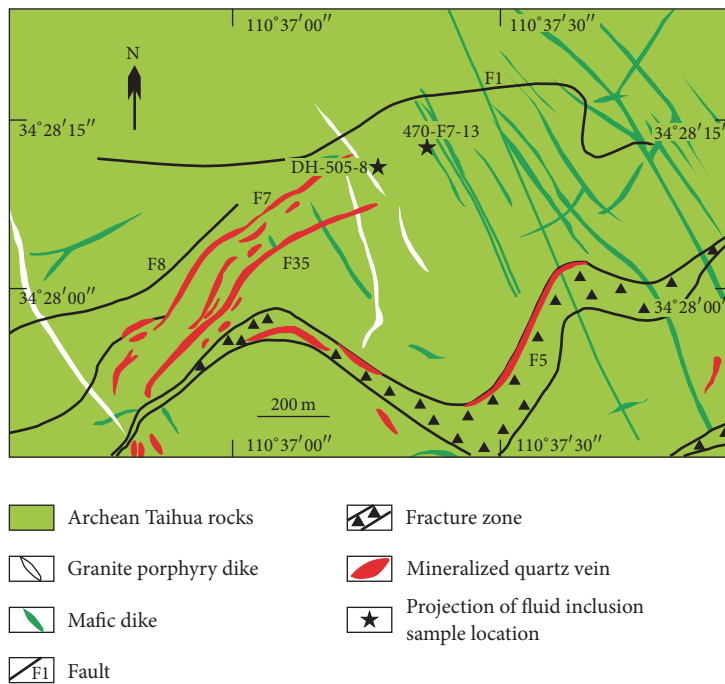 110°37′00″
110°37′30″
N
F1
34°28′15″
470-F7-13
34°28′15″
DH-505-8
F7
F8
F35
34°28′00″
34°28′00″
F5
200 m
110°37′00″
110°37′30″
Archean Taihua rocks
Granite porphyry dike
Mafic dike
F1 Fault
Fracture zone
Mineralized quartz vein
Projection of fluid inclusion
sample location